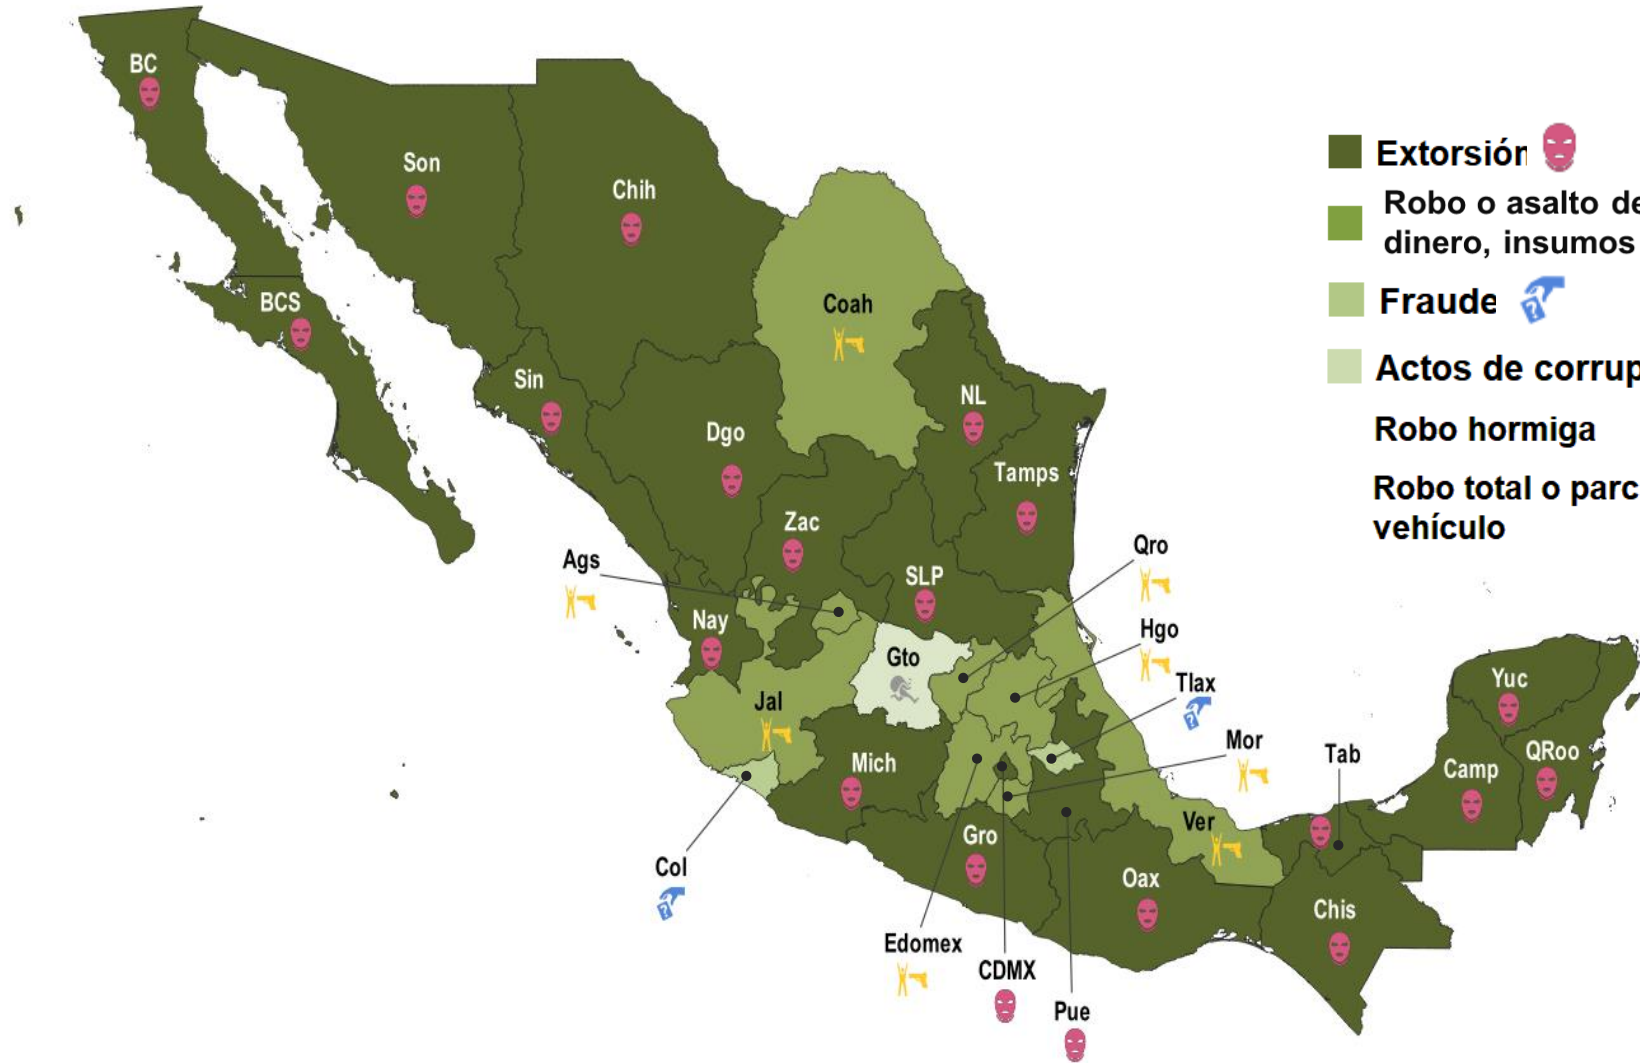 BC
Son
Chih
Extorsión
Robo o asalto de
dinero, insumos
Fraude
Actos de corrup
Robo hormiga
Robo total o parc
vehículo
BCS
Coah
Sin
NL
Dgo
Tamps
Zac
Ags
SLP
Qro
Nay
Hgo
Gto
Tlax
Yuc
Jal
Mor
Tab
QRoo
Mich
Camp
Ver
Gro
Col
Oax
Chis
Edomex
CDMX
Pue